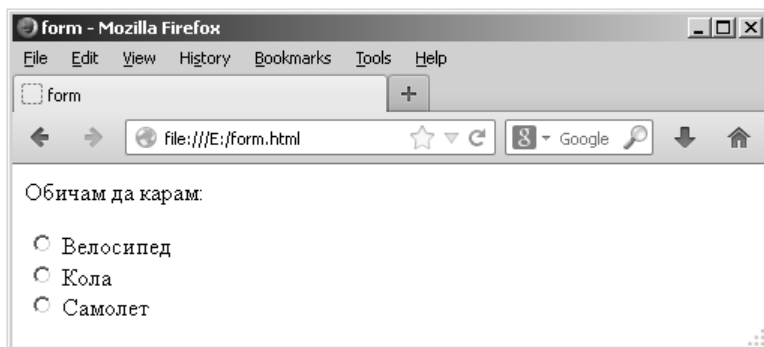 form - Mozilla Firefox
File Edit View History Bookmarks Tools Help
form
file:///E:/form.html Google
Обичам да карам:
Велосипед
Кола
Самолет